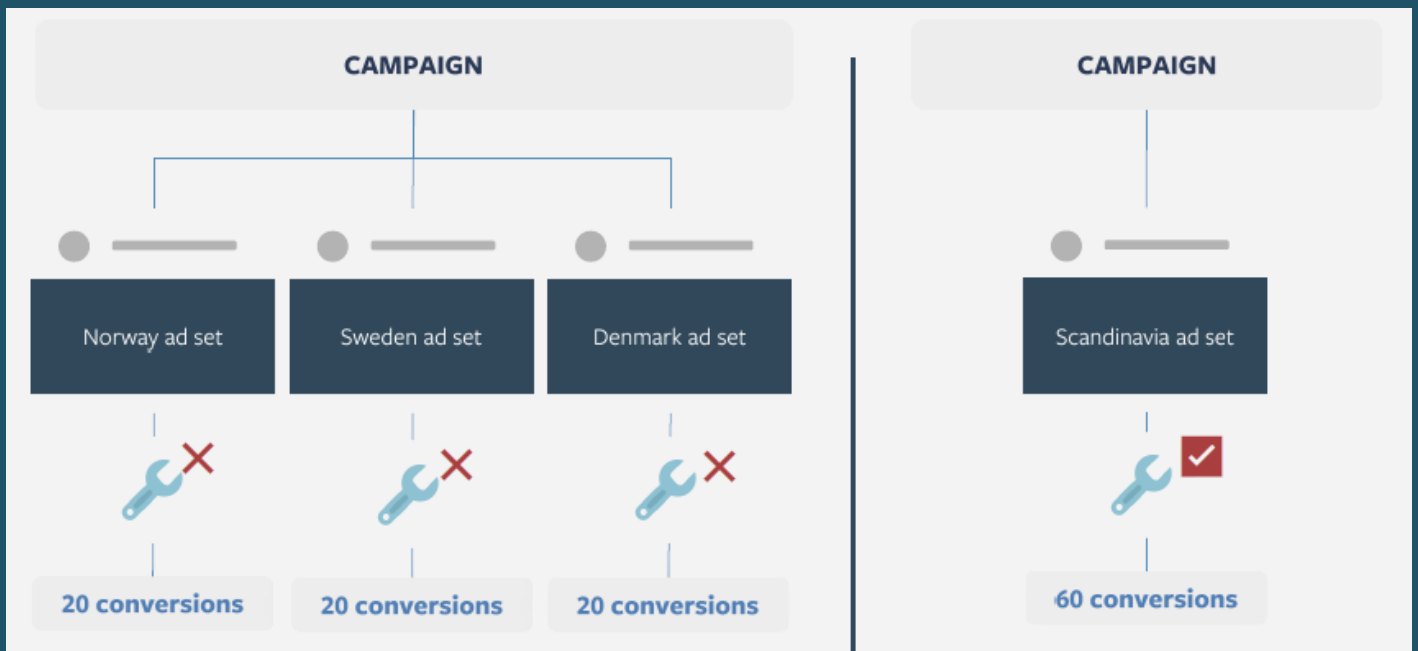 CAMPAIGN
Norway ad set
Sweden ad set
Denmark ad set
20 conversions
20 conversions
20 conversions
CAMPAIGN
Scandinavia ad set
60 conversions